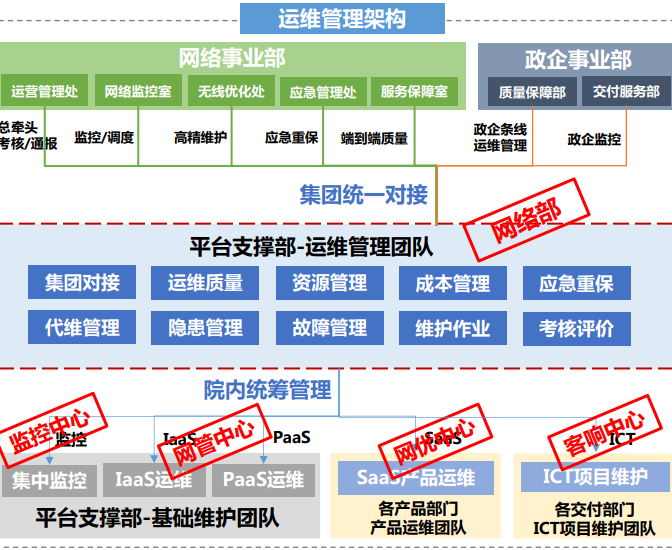 运维管理架构
网络事业部
政企事业部
运营管理处
网络监控室
无线优化处
应急管理处
服务保障室
质量保障部
交付服务部
总牵头
考核/通报
监控/调度
高精维护
应急重保
端到端质量
政企条线
运维管理
政企监控
集团统一对接
网络部
平台支撑部-运维管理团队
集团对接
运维质量
资源管理
成本管理
应急重保
代维管理
隐患管理
故障管理
维护作业
考核评价
院内统筹管理
监控中心
网管中心
网优中心
客响中心
监控
IaaS
PaaS
SaaS
ICT
集中监控
IaaS运维
PaaS运维
SaaS产品运维
ICT项目维护
平台支撑部-基础维护团队
各产品部门
产品运维团队
各交付部门
ICT项目维护团队